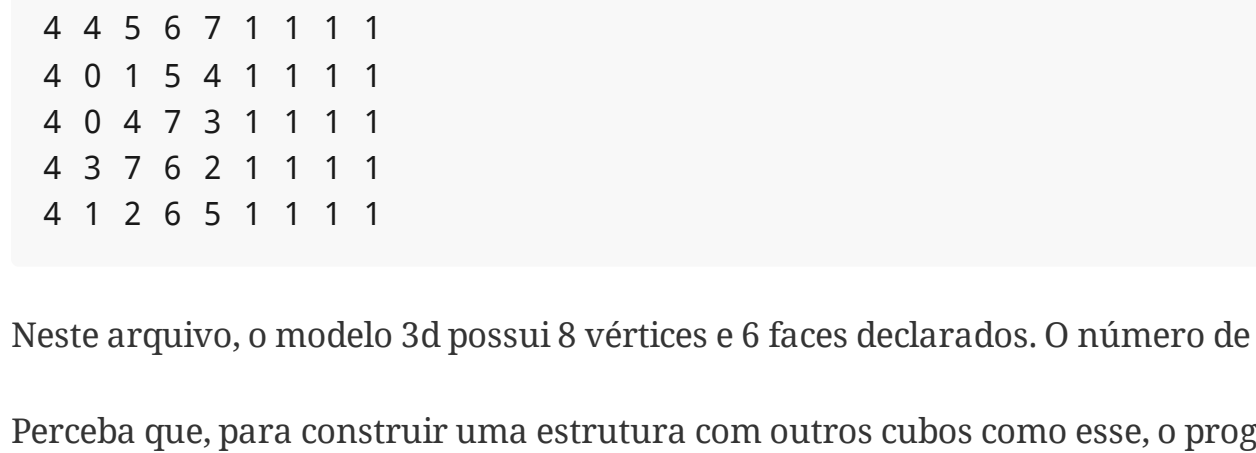 4 4 5 6 7 1 1 1 1
4 0 1 5 4 1 1 1 1
4 0 4 7 3 1 1 1 1
4 3 7 6 2 1 1 1 1
4 1 2 6 5 1 1 1 1
Neste arquivo, o modelo 3d possui 8 vértices e 6 faces declarados. O número de
Perceba que, para construir uma estrutura com outros cubos como esse, o prog